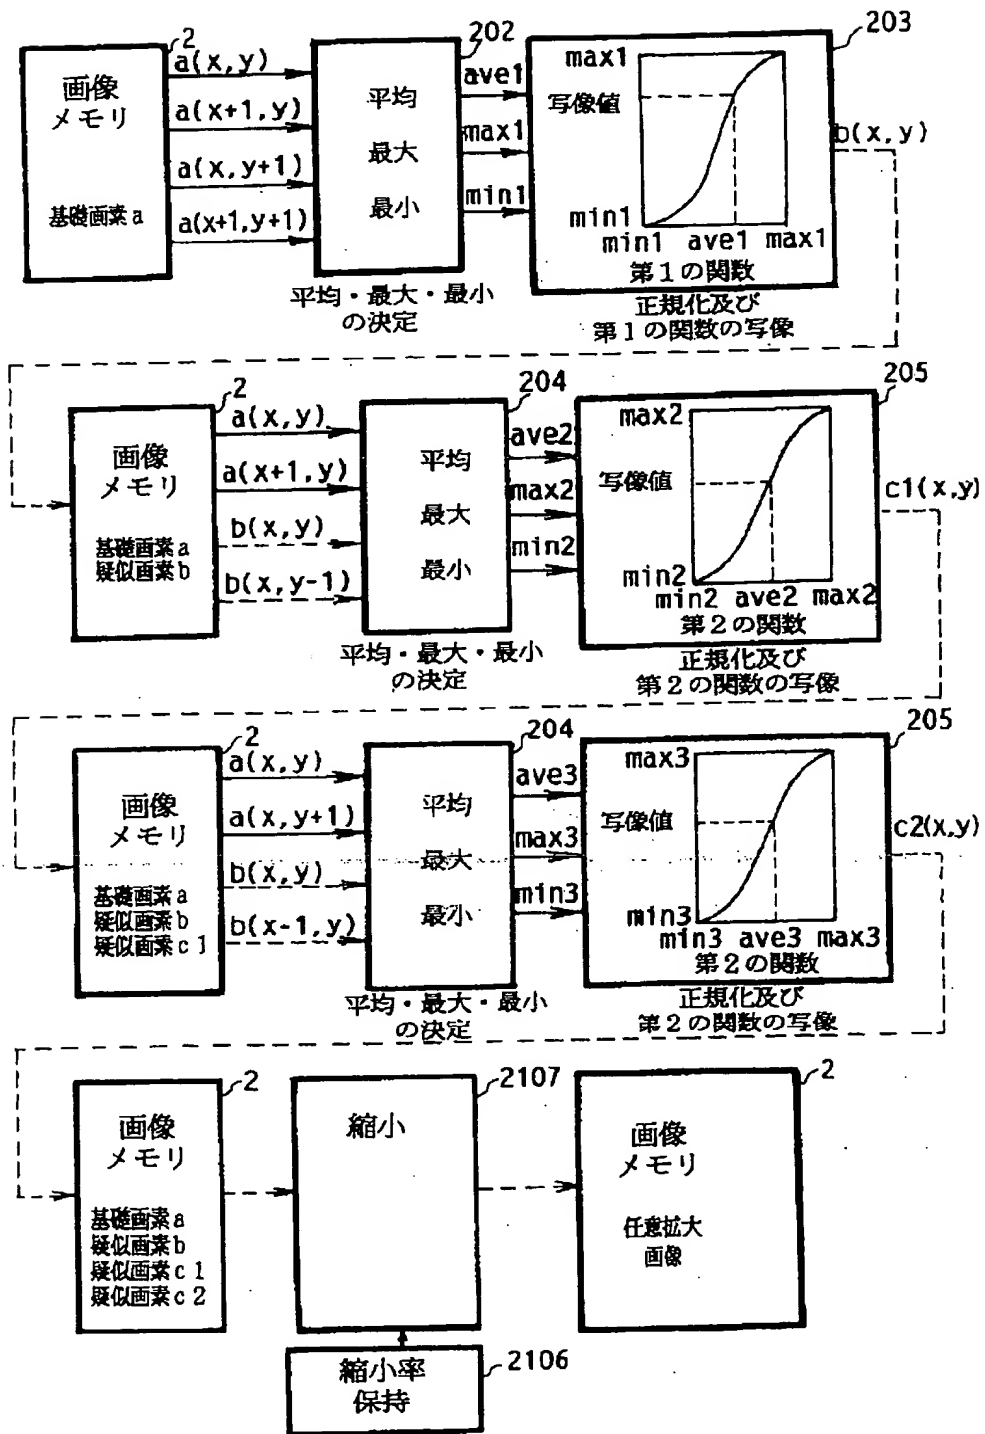 2
画像
メモリ
基礎画素a
a(x,y)
a(x+1,y)
a(x,y+1)
a(x+1,y+1)
202
平均
最大
最小
平均・最大・最小
の決定
ave1
max1
min1
203
max1
写像値
min1
min1 ave1 max1
第1の関数
正規化及び
第1の関数の写像
b(x,y)
2
画像
メモリ
基礎画素a
疑似画素b
a(x,y)
a(x+1,y)
b(x,y)
b(x,y-1)
204
平均
最大
最小
平均・最大・最小
の決定
ave2
max2
min2
205
max2
写像値
min2
min2 ave2 max2
第2の関数
正規化及び
第2の関数の写像
c1(x,y)
2
画像
メモリ
基礎画素a
疑似画素b
疑似画素c1
a(x,y)
a(x,y+1)
b(x,y)
b(x-1,y)
204
平均
最大
最小
平均・最大・最小
の決定
ave3
max3
min3
205
max3
写像値
min3
min3 ave3 max3
第2の関数
正規化及び
第2の関数の写像
c2(x,y)
2
画像
メモリ
基礎画素a
疑似画素b
疑似画素c1
疑似画素c2
2107
縮小
2106
縮小率
保持
2
画像
メモリ
任意拡大
画像